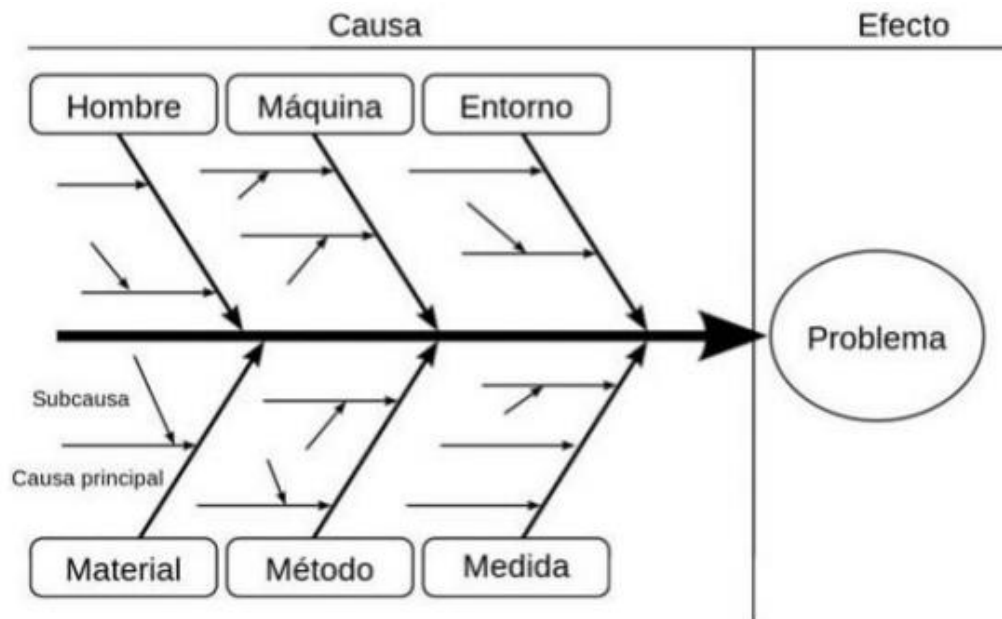 Causa
Efecto
Hombre
Máquina
Entorno
Problema
Subcausa
Causa principal
Material
Método
Medida